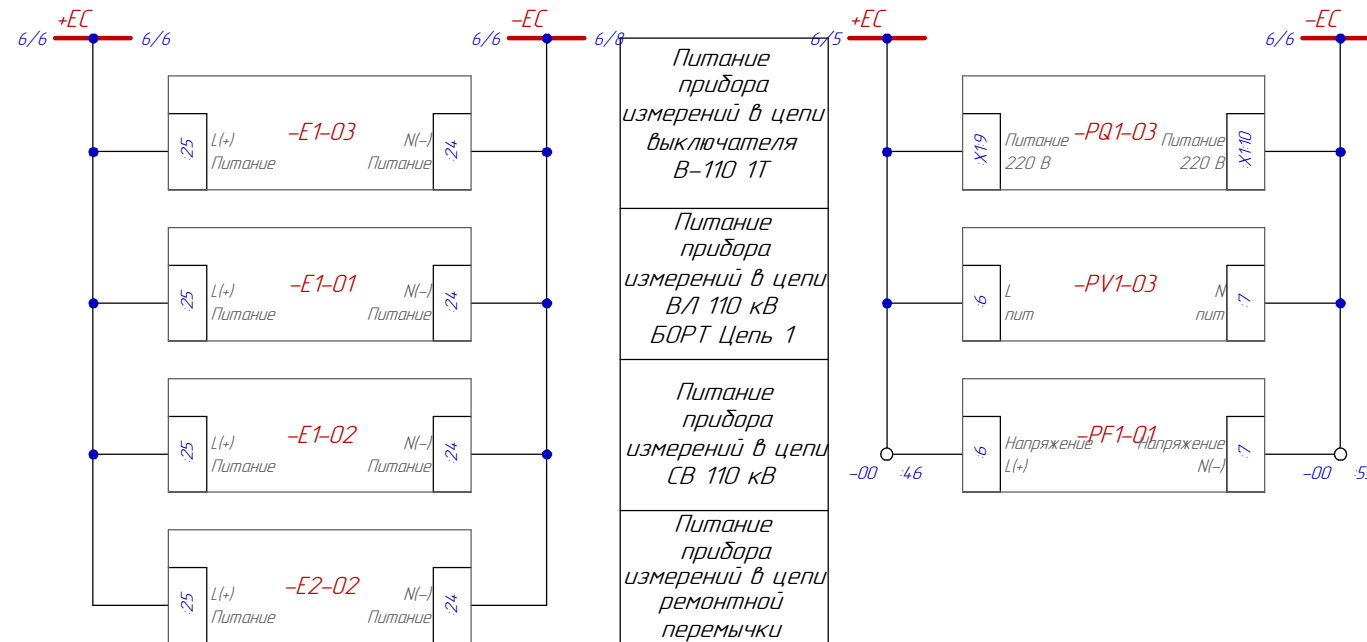 +EC
6/6
6/6
–EC
6/6
6/8
:25
L(+)
Питание
–E1–03
N(–)
Питание
:24
:25
L(+)
Питание
–E1–01
N(–)
Питание
:24
:25
L(+)
Питание
–E1–02
N(–)
Питание
:24
:25
L(+)
Питание
–E2–02
N(–)
Питание
:24
Питание
прибора
измерений в цепи
выключателя
В–110 1Т
Питание
прибора
измерений в цепи
ВЛ 110 кВ
БОРТ Цепь 1
Питание
прибора
измерений в цепи
СВ 110 кВ
Питание
прибора
измерений в цепи
ремонтной
перемычки
+EC
6/5
–EC
6/6
:X1:9
Питание
220 В
–PQ1–03
Питание
220 В
:X1:10
:6
L
пит
–PV1–03
N
пит
:7
:6
Напряжение
L(+)
–PF1–01
Напряжение
N(–)
:7
–00 :46
–00